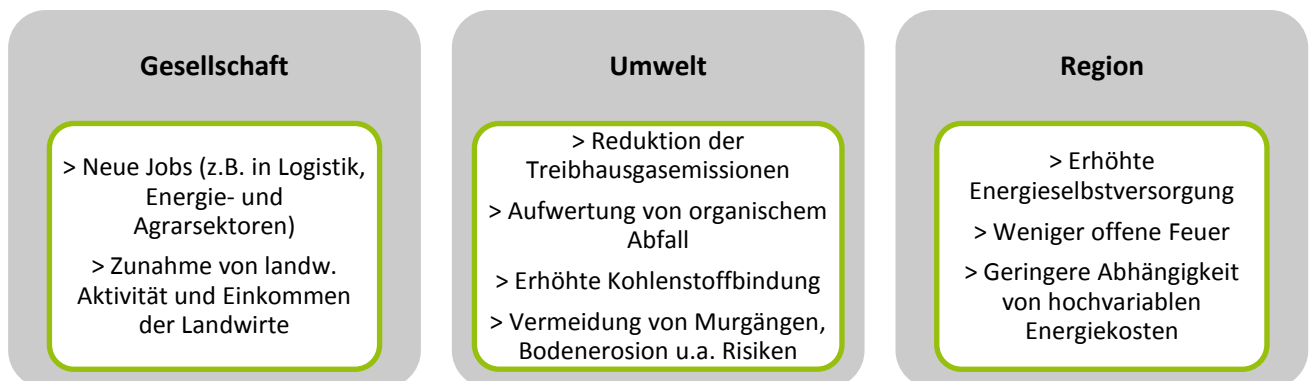 Gesellschaft
> Neue Jobs (z.B. in Logistik,
Energie- und
Agrarsektoren)
> Zunahme von landw.
Aktivität und Einkommen
der Landwirte
Umwelt
> Reduktion der
Treibhausgasemissionen
> Aufwertung von organischem
Abfall
> Erhöhte Kohlenstoffbindung
> Vermeidung von Murgängen,
Bodenerosion u.a. Risiken
Region
> Erhöhte
Energieselbstversorgung
> Weniger offene Feuer
> Geringere Abhängigkeit
von hochvariablen
Energiekosten